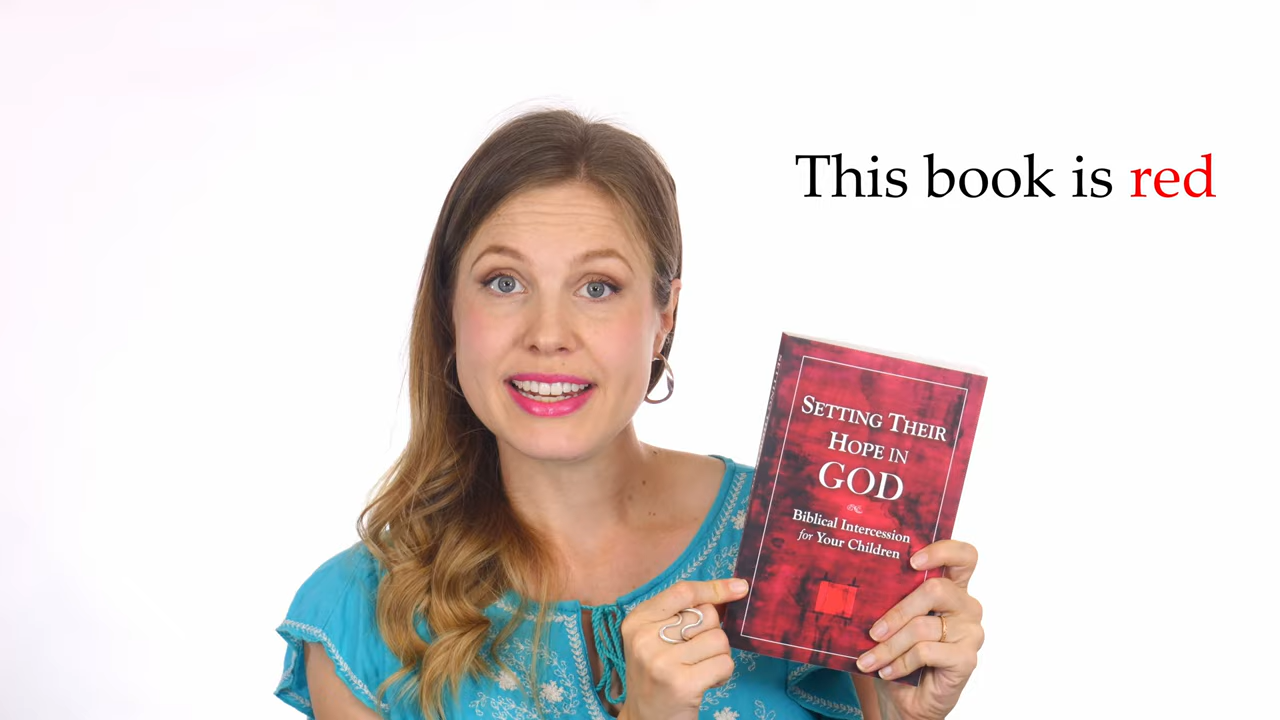 This book is red
SETTING THEIR
HOPE IN
GOD
Biblical Intercession
for Your Children